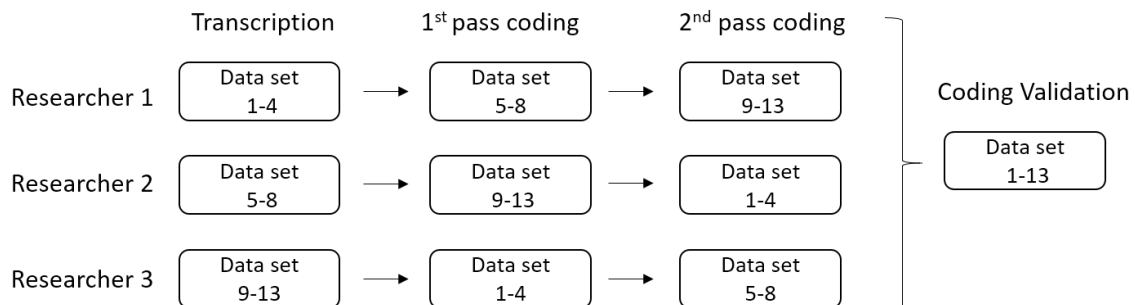 Transcription 1st pass coding 2nd pass coding
Researcher 1
Data set
1-4
Data set
5-8
Data set
9-13
Researcher 2
Data set
5-8
Data set
9-13
Data set
1-4
Researcher 3
Data set
9-13
Data set
1-4
Data set
5-8
Coding Validation
Data set
1-13